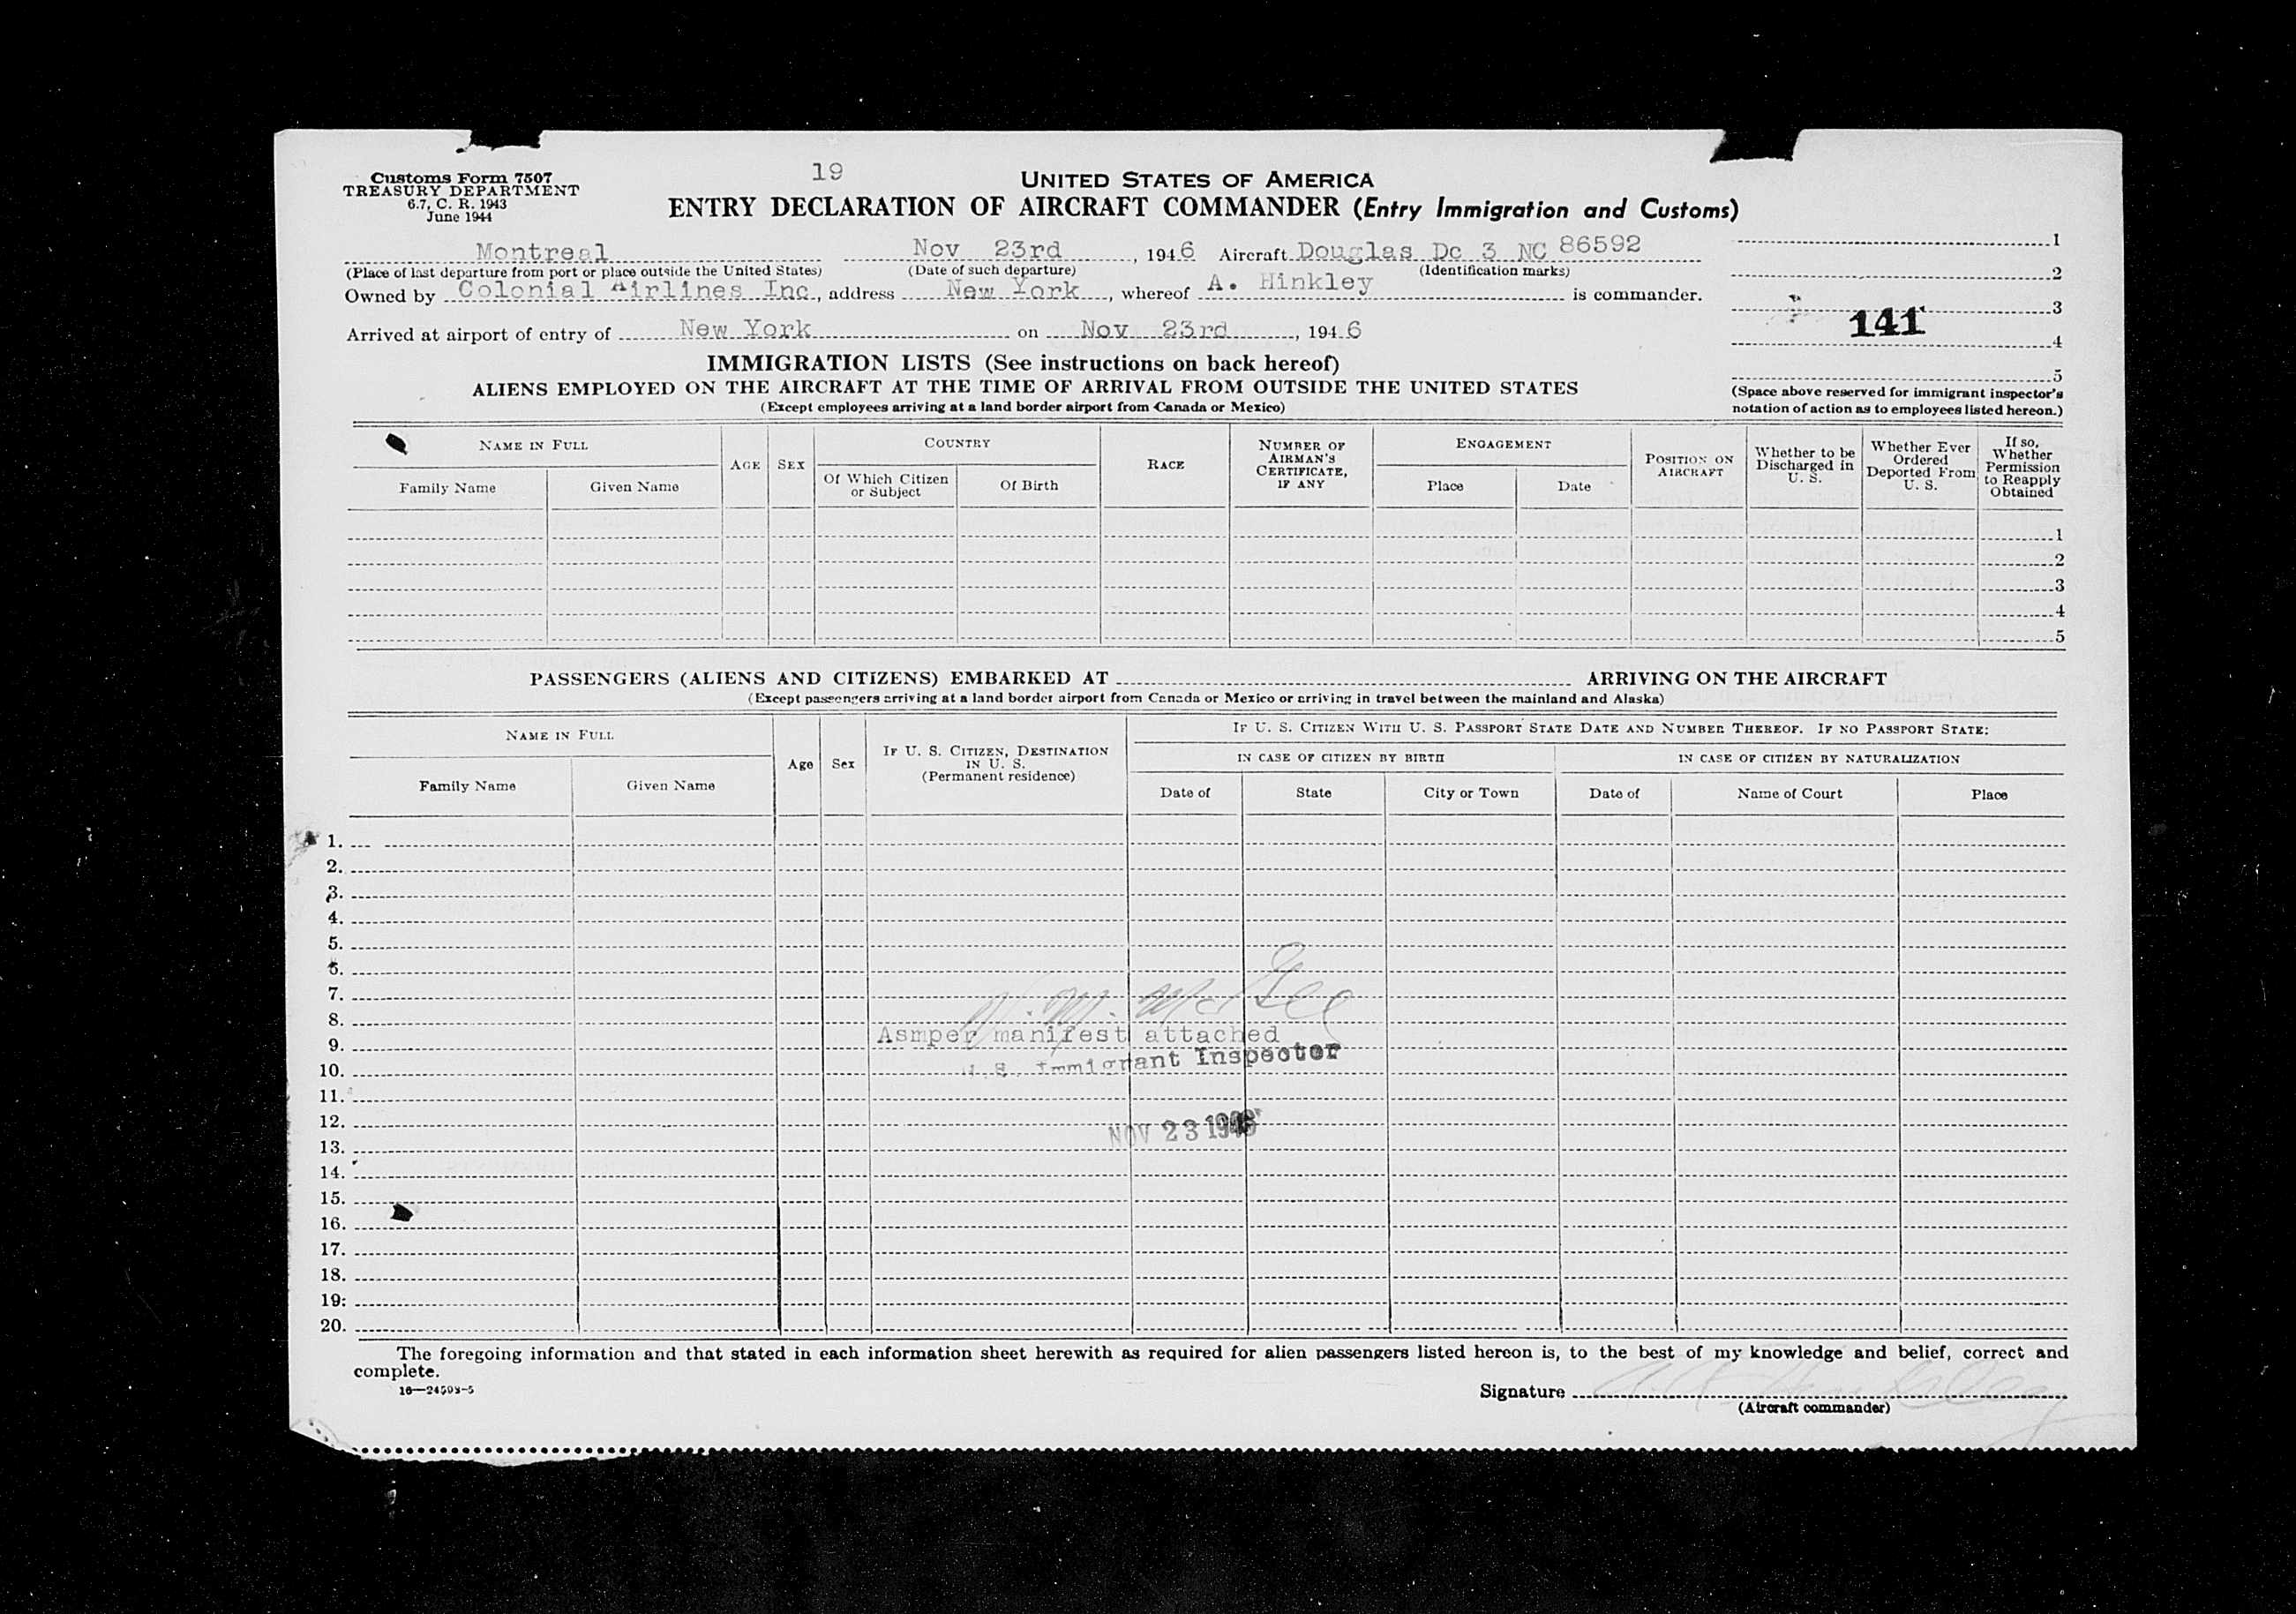 Customs Form 7507
TREASURY DEPARTMENT
6.7, C. R. 1943
June 1944
19
UNITED STATES OF AMERICA
ENTRY DECLARATION OF AIRCRAFT COMMANDER (Entry Immigration and Customs)
Montreal Nov 23rd, 1946 Aircraft Douglas Dc 3 NC 86592
(Place of last departure from port or place outside the United States) (Date of such departure) (Identification marks)
Owned by Colonial Airlines Inc, address New York, whereof A. Hinkley is commander.
Arrived at airport of entry of New York on Nov 23rd, 1946
1
2
3
141
4
5
(Space above reserved for immigrant inspector's
notation of action as to employees listed hereon.)
IMMIGRATION LISTS (See instructions on back hereof)
ALIENS EMPLOYED ON THE AIRCRAFT AT THE TIME OF ARRIVAL FROM OUTSIDE THE UNITED STATES
(Except employees arriving at a land border airport from Canada or Mexico)
NAME IN FULL
Family Name
Given Name
AGE
SEX
COUNTRY
Of Which Citizen
or Subject
Of Birth
RACE
NUMBER OF
AIRMAN'S
CERTIFICATE,
IF ANY
ENGAGEMENT
Place
Date
POSITION ON
AIRCRAFT
Whether to be
Discharged in
U. S.
Whether Ever
Ordered
Deported From
U. S.
If so,
Whether
Permission
to Reapply
Obtained
1
2
3
4
5
PASSENGERS (ALIENS AND CITIZENS) EMBARKED AT ARRIVING ON THE AIRCRAFT
(Except passengers arriving at a land border airport from Canada or Mexico or arriving in travel between the mainland and Alaska)
NAME IN FULL
Family Name
Given Name
Age
Sex
IF U. S. CITIZEN, DESTINATION
IN U. S.
(Permanent residence)
IF U. S. CITIZEN WITH U. S. PASSPORT STATE DATE AND NUMBER THEREOF. IF NO PASSPORT STATE:
IN CASE OF CITIZEN BY BIRTH
IN CASE OF CITIZEN BY NATURALIZATION
Date of
State
City or Town
Date of
Name of Court
Place
1.
2.
3.
4.
5.
6.
7.
8.
Asmper manifest attached
9.
U.S. Immigrant Inspector
10.
11.
12.
NOV 23 1946
13.
14.
15.
16.
17.
18.
19.
20.
The foregoing information and that stated in each information sheet herewith as required for alien passengers listed hereon is, to the best of my knowledge and belief, correct and
complete.
16—24598-5
Signature
(Aircraft commander)